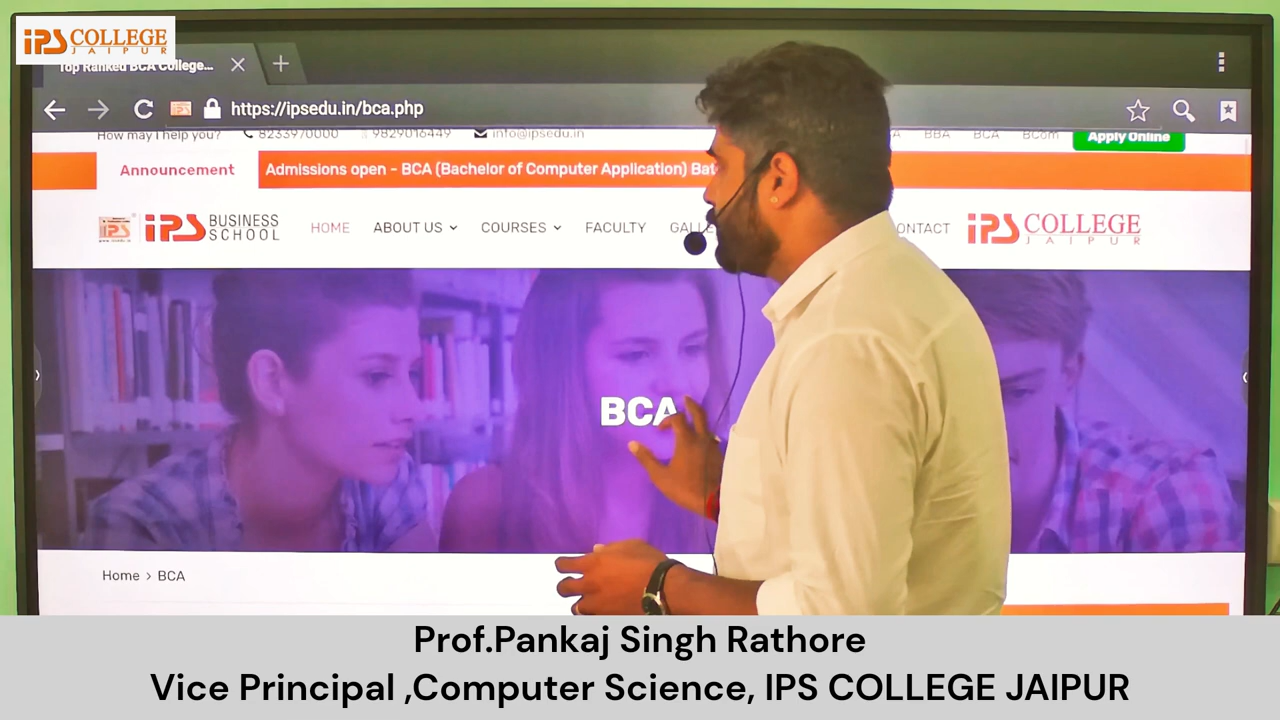 iPS COLLEGE
JAIPUR
Top Ranked BCA College...
https://ipsedu.in/bca.php
How may I help you? 8233970000 9829016449 info@ipsedu.in BBA BCA BCom Apply Online
Announcement Admissions open - BCA (Bachelor of Computer Application)
iPS BUSINESS SCHOOL HOME ABOUT US COURSES FACULTY iPS COLLEGE
JAIPUR
BCA
Home > BCA
Prof.Pankaj Singh Rathore
Vice Principal ,Computer Science, IPS COLLEGE JAIPUR